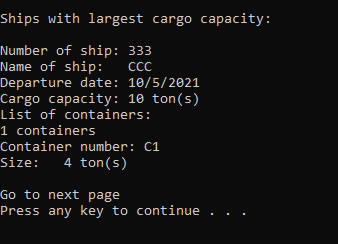 Ships with largest cargo capacity:
Number of ship: 333
Name of ship:   CCC
Departure date: 10/5/2021
Cargo capacity: 10 ton(s)
List of containers:
1 containers
Container number: C1
Size:   4 ton(s)
Go to next page
Press any key to continue . . .